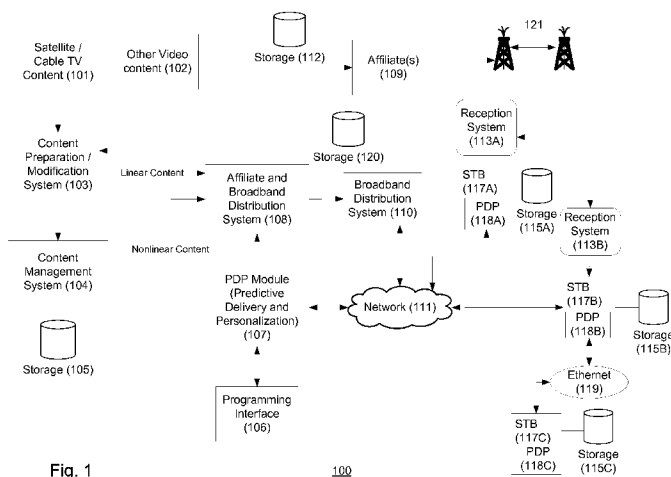 Satellite /
Cable TV
Content (101)
Other Video
content (102)
Storage (112)
Affiliate(s)
(109)
121
Content
Preparation /
Modification
System (103)
Linear Content
Storage (120)
Reception
System
(113A)
Affiliate and
Broadband
Distribution
System (108)
Broadband
Distribution
System (110)
STB
(117A)
PDP
(118A)
Storage
(115A)
Reception
System
(113B)
Nonlinear Content
Content
Management
System (104)
Storage (105)
PDP Module
(Predictive
Delivery and
Personalization)
(107)
Network (111)
STB
(117B)
PDP
(118B)
Storage
(115B)
Programming
Interface
(106)
Ethernet
(119)
STB
(117C)
PDP
(118C)
Storage
(115C)
Fig. 1
100